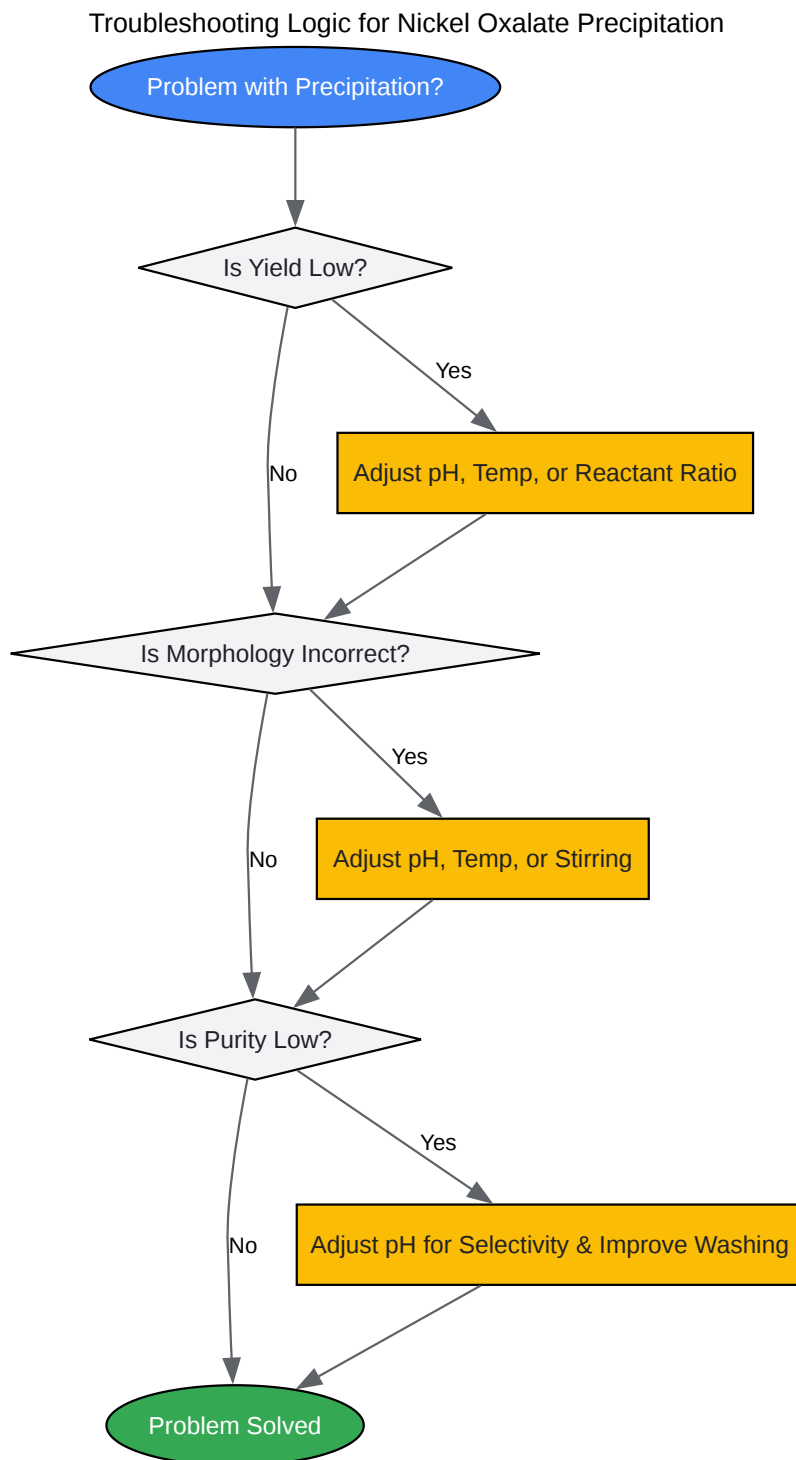 Troubleshooting Logic for Nickel Oxalate Precipitation
Problem with Precipitation?
Is Yield Low?
Yes
No
Adjust pH, Temp, or Reactant Ratio
Is Morphology Incorrect?
Yes
No
Adjust pH, Temp, or Stirring
Is Purity Low?
Yes
No
Adjust pH for Selectivity & Improve Washing
Problem Solved